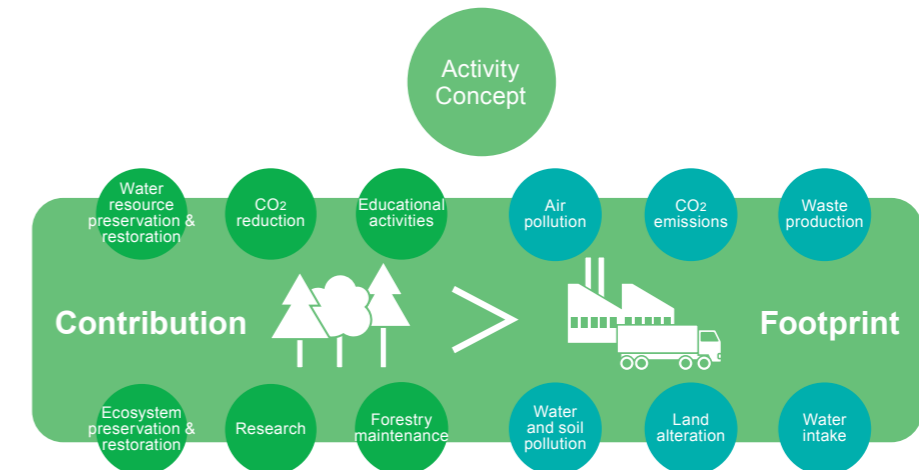 Activity
Concept
Water
resource
preservation &
restoration
CO2
reduction
Educational
activities
Air
pollution
CO2
emissions
Waste
production
Contribution
>
Footprint
Ecosystem
preservation &
restoration
Research
Forestry
maintenance
Water
and soil
pollution
Land
alteration
Water
intake